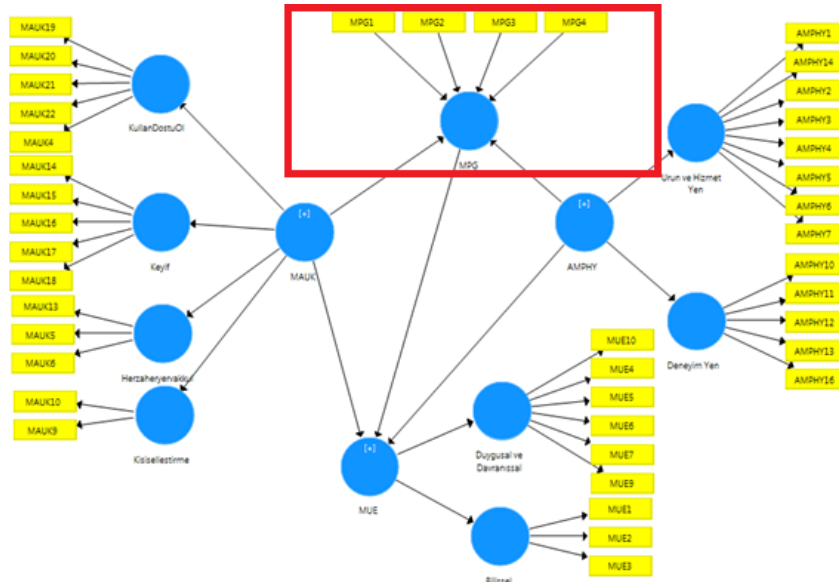 MAUK19
MAUK20
MAUK21
MAUK22
MAUK4
KullanDostuOl
MAUK14
MAUK15
MAUK16
MAUK17
MAUK18
Keyif
MAUK13
MAUK5
MAUK6
Herzaheryervakkul
MAUK10
MAUK9
Kisisellestirme
[+]
MAUK
MPG1 MPG2 MPG3 MPG4
MPG
[+]
AMPHY
AMPHY1
AMPHY14
AMPHY2
AMPHY3
AMPHY4
AMPHY5
AMPHY6
AMPHY7
Urun ve Hizmet
Yen
AMPHY10
AMPHY11
AMPHY12
AMPHY13
AMPHY16
Deneyim Yen
[+]
MUE
MUE10
MUE4
MUE5
MUE6
MUE7
MUE9
Duygusal ve
Davranıssal
MUE1
MUE2
MUE3